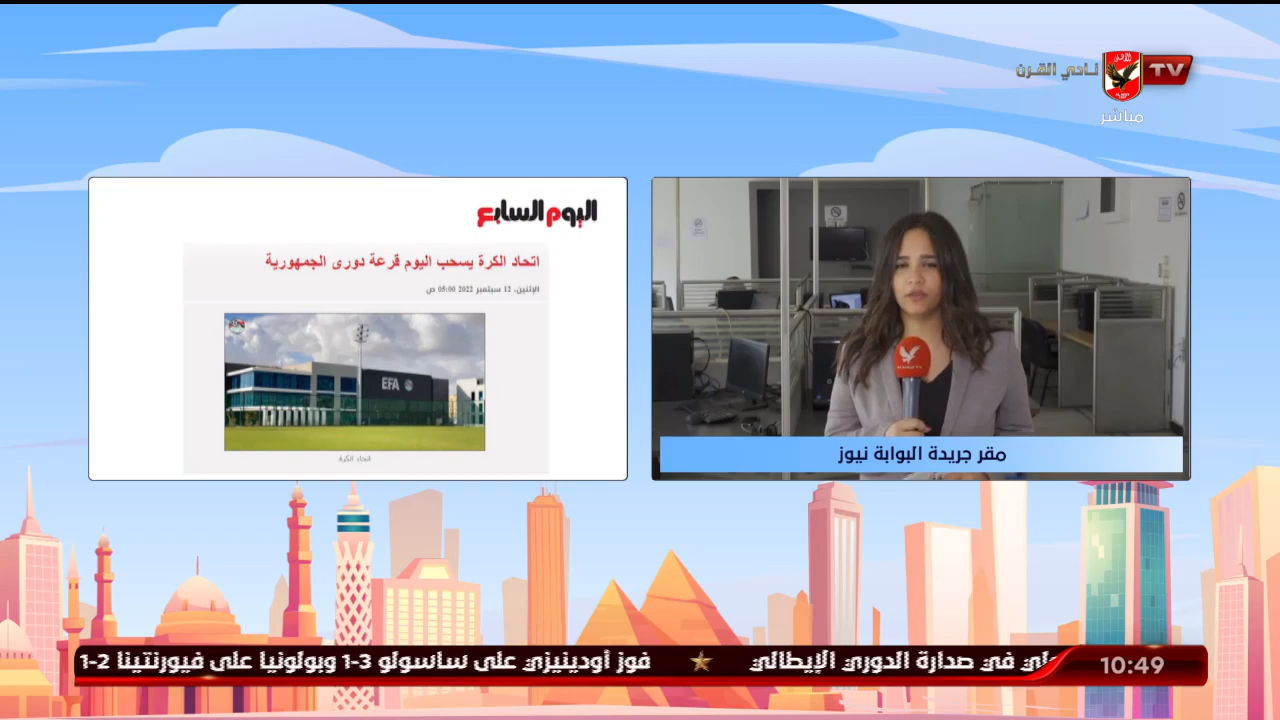 نادي القرن
TV
مباشر
اليوم السابع
اتحاد الكرة يسحب اليوم قرعة دورى الجمهورية
الإثنين، 12 سبتمبر 2022 05:00 ص
EFA
اتحاد الكرة
مقر جريدة البوابة نيوز
في صدارة الدوري الإيطالي ★ فوز أودينيزي على ساسولو 3-1 وبولونيا على فيورنتينا 2-1
10:49